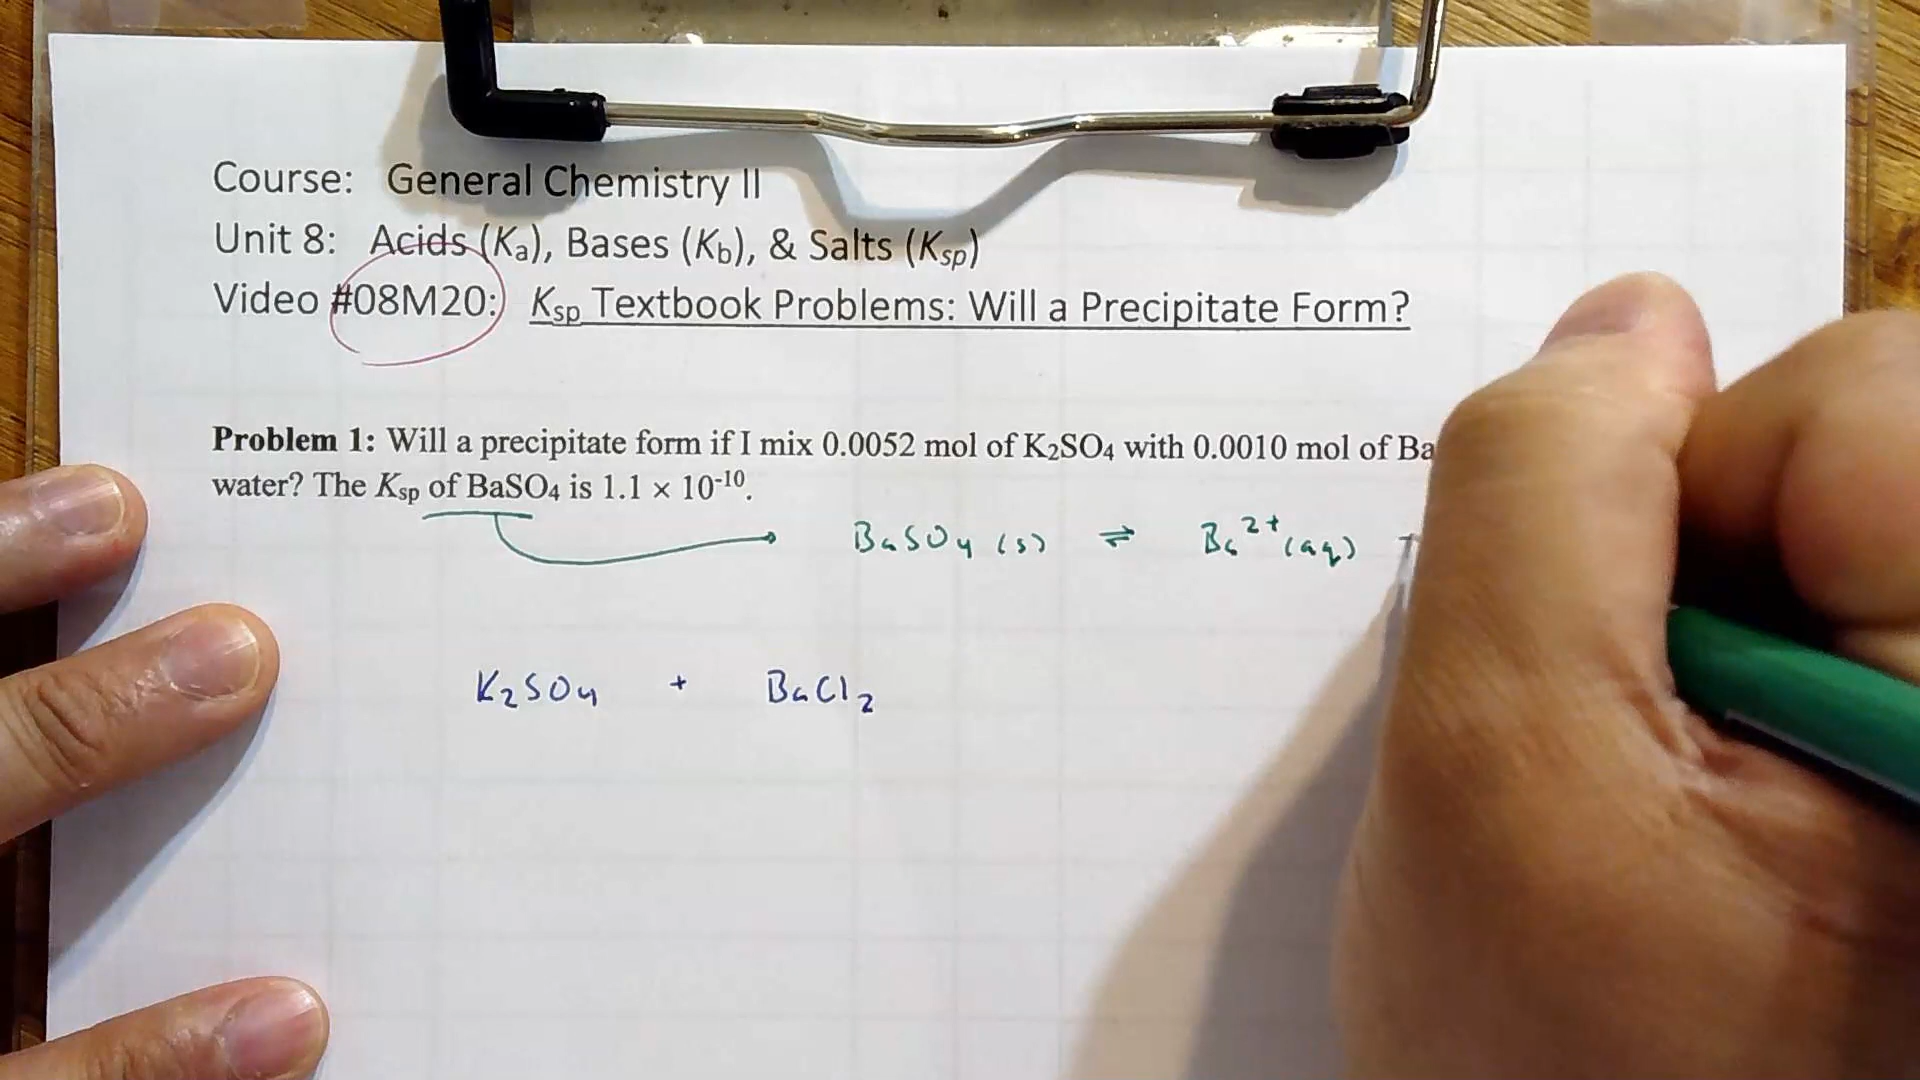 Course: General Chemistry II
Unit 8: Acids (Ka), Bases (Kb), & Salts (Ksp)
Video #08M20: Ksp Textbook Problems: Will a Precipitate Form?
Problem 1: Will a precipitate form if I mix 0.0052 mol of K₂SO₄ with 0.0010 mol of Ba
water? The Ksp of BaSO₄ is 1.1 × 10⁻¹⁰.
BaSO₄ (s) ⇌ Ba²⁺ (aq)
K₂SO₄ + BaCl₂